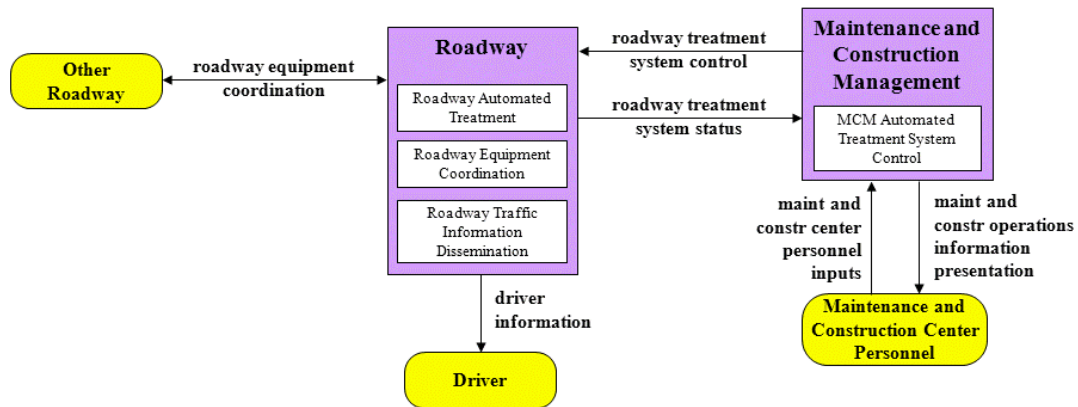 Other
Roadway
roadway equipment
coordination
Roadway
Roadway Automated
Treatment
Roadway Equipment
Coordination
Roadway Traffic
Information
Dissemination
roadway treatment
system control
roadway treatment
system status
Maintenance and
Construction
Management
MCM Automated
Treatment System
Control
driver
information
Driver
maint and
constr center
personnel
inputs
maint and
constr operations
information
presentation
Maintenance and
Construction Center
Personnel